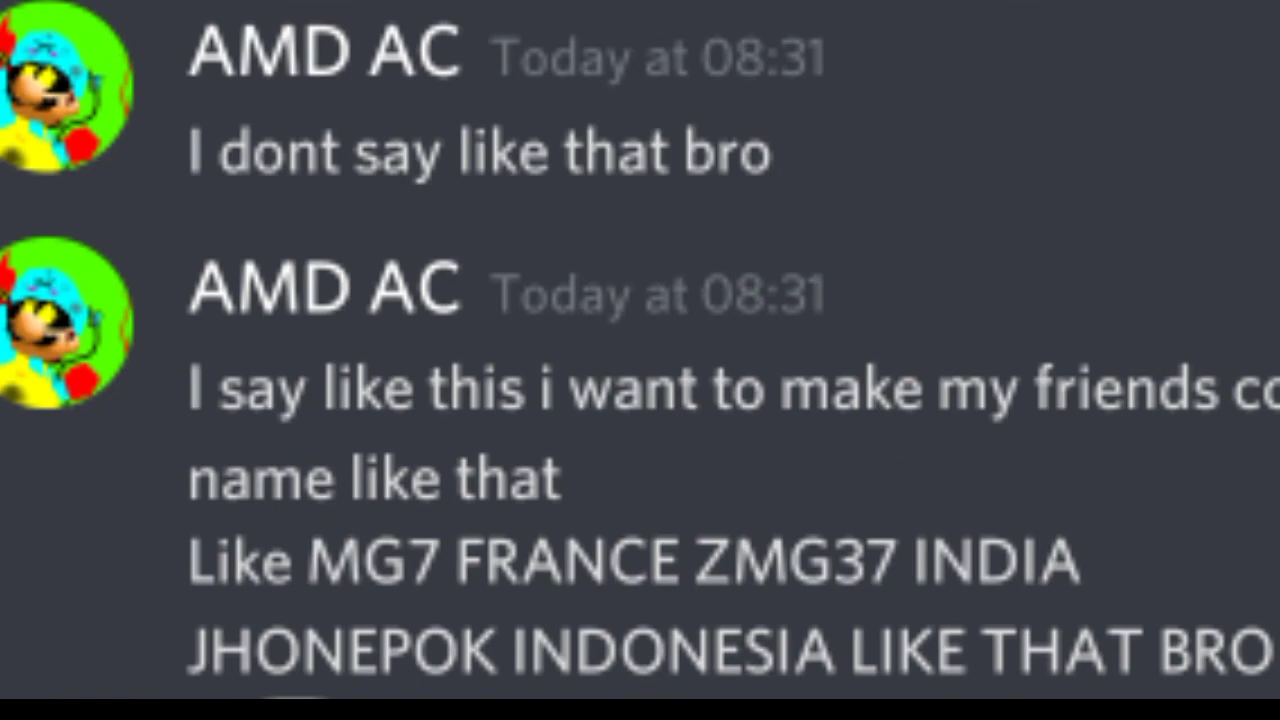 AMD AC Today at 08:31
I dont say like that bro
AMD AC Today at 08:31
I say like this i want to make my friends
name like that
Like MG7 FRANCE ZMG37 INDIA
JHONEPOK INDONESIA LIKE THAT BRO